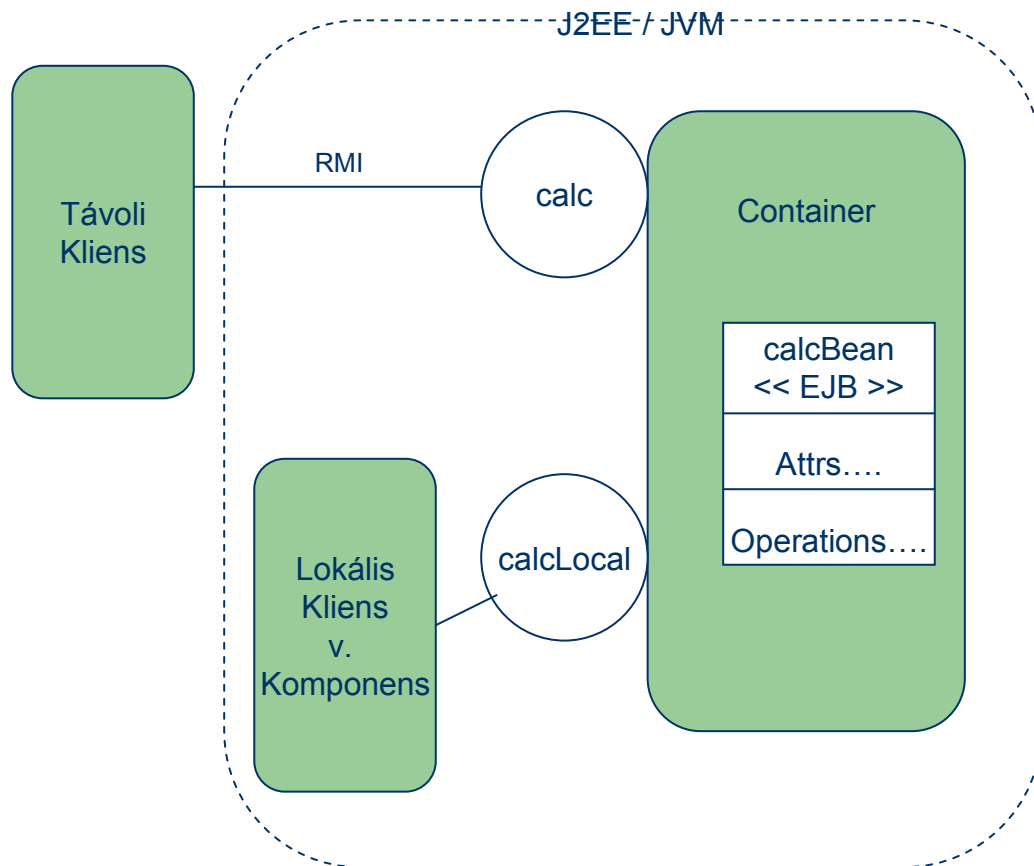 J2EE / JVM
RMI
Távoli
Kliens
calc
Container
calcBean
<< EJB >>
Attrs….
Operations….
calcLocal
Lokális
Kliens
v.
Komponens